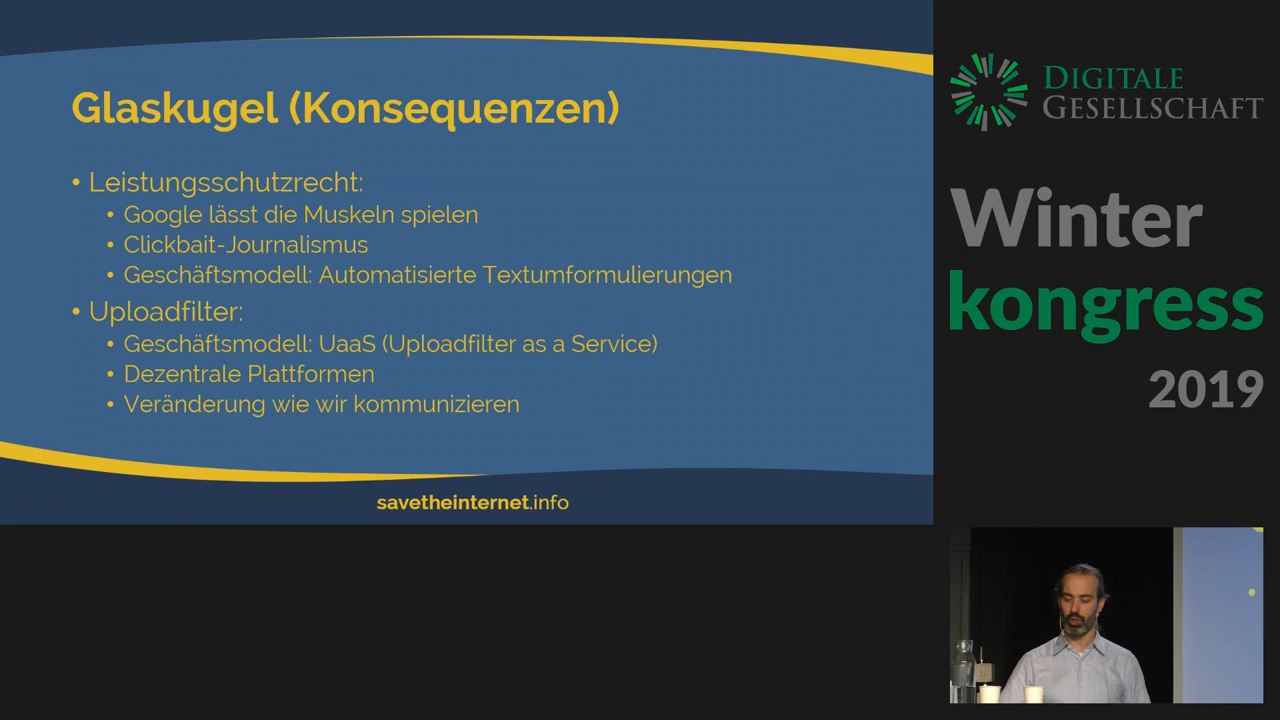 Glaskugel (Konsequenzen)
• Leistungsschutzrecht:
• Google lässt die Muskeln spielen
• Clickbait-Journalismus
• Geschäftsmodell: Automatisierte Textumformulierungen
• Uploadfilter:
• Geschäftsmodell: UaaS (Uploadfilter as a Service)
• Dezentrale Plattformen
• Veränderung wie wir kommunizieren
savetheinternet.info
DIGITALE
GESELLSCHAFT
Winter
kongress
2019